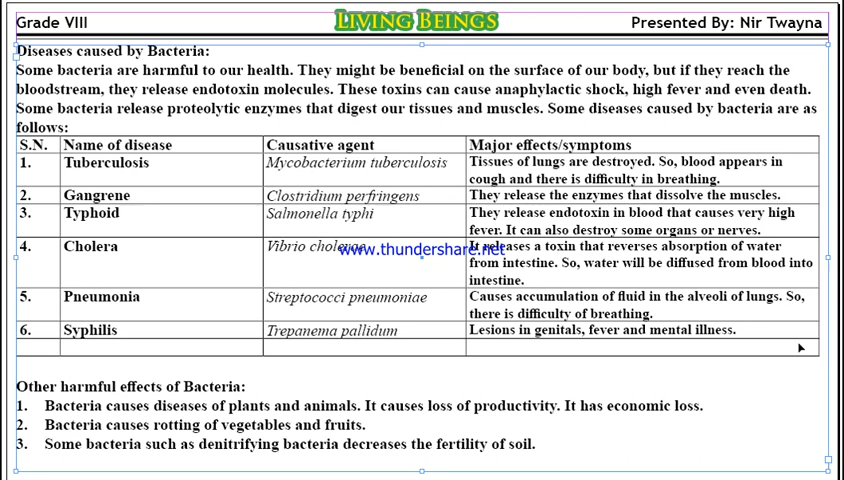 Grade VIII LIVING BEINGS Presented By: Nir Twayna
Diseases caused by Bacteria:
Some bacteria are harmful to our health. They might be beneficial on the surface of our body, but if they reach the
bloodstream, they release endotoxin molecules. These toxins can cause anaphylactic shock, high fever and even death.
Some bacteria release proteolytic enzymes that digest our tissues and muscles. Some diseases caused by bacteria are as
follows:
S.N. Name of disease Causative agent Major effects/symptoms
1. Tuberculosis Mycobacterium tuberculosis Tissues of lungs are destroyed. So, blood appears in
cough and there is difficulty in breathing.
2. Gangrene Clostridium perfringens They release the enzymes that dissolve the muscles.
3. Typhoid Salmonella typhi They release endotoxin in blood that causes very high
fever. It can also destroy some organs or nerves.
4. Cholera Vibrio cholerae It releases a toxin that reverses absorption of water
www.thundershare.net
from intestine. So, water will be diffused from blood into
intestine.
5. Pneumonia Streptococci pneumoniae Causes accumulation of fluid in the alveoli of lungs. So,
there is difficulty of breathing.
6. Syphilis Trepanema pallidum Lesions in genitals, fever and mental illness.
Other harmful effects of Bacteria:
1. Bacteria causes diseases of plants and animals. It causes loss of productivity. It has economic loss.
2. Bacteria causes rotting of vegetables and fruits.
3. Some bacteria such as denitrifying bacteria decreases the fertility of soil.